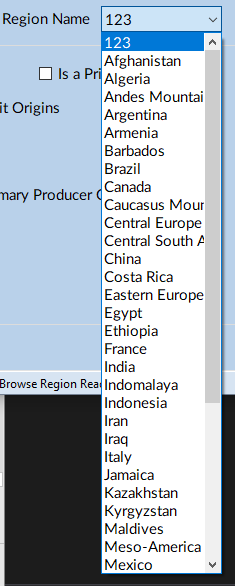 Region Name 123
123
Afghanistan
Is a Pri
Algeria
Andes Mountai
it Origins
Argentina
Armenia
Barbados
Brazil
Canada
mary Producer
Caucasus Mour
Central Europe
Central South A
China
Costa Rica
Eastern Europe
Egypt
Ethiopia
France
India
Browse Region Read
Indomalaya
Indonesia
Iran
Iraq
Italy
Jamaica
Kazakhstan
Kyrgyzstan
Maldives
Meso-America
Mexico